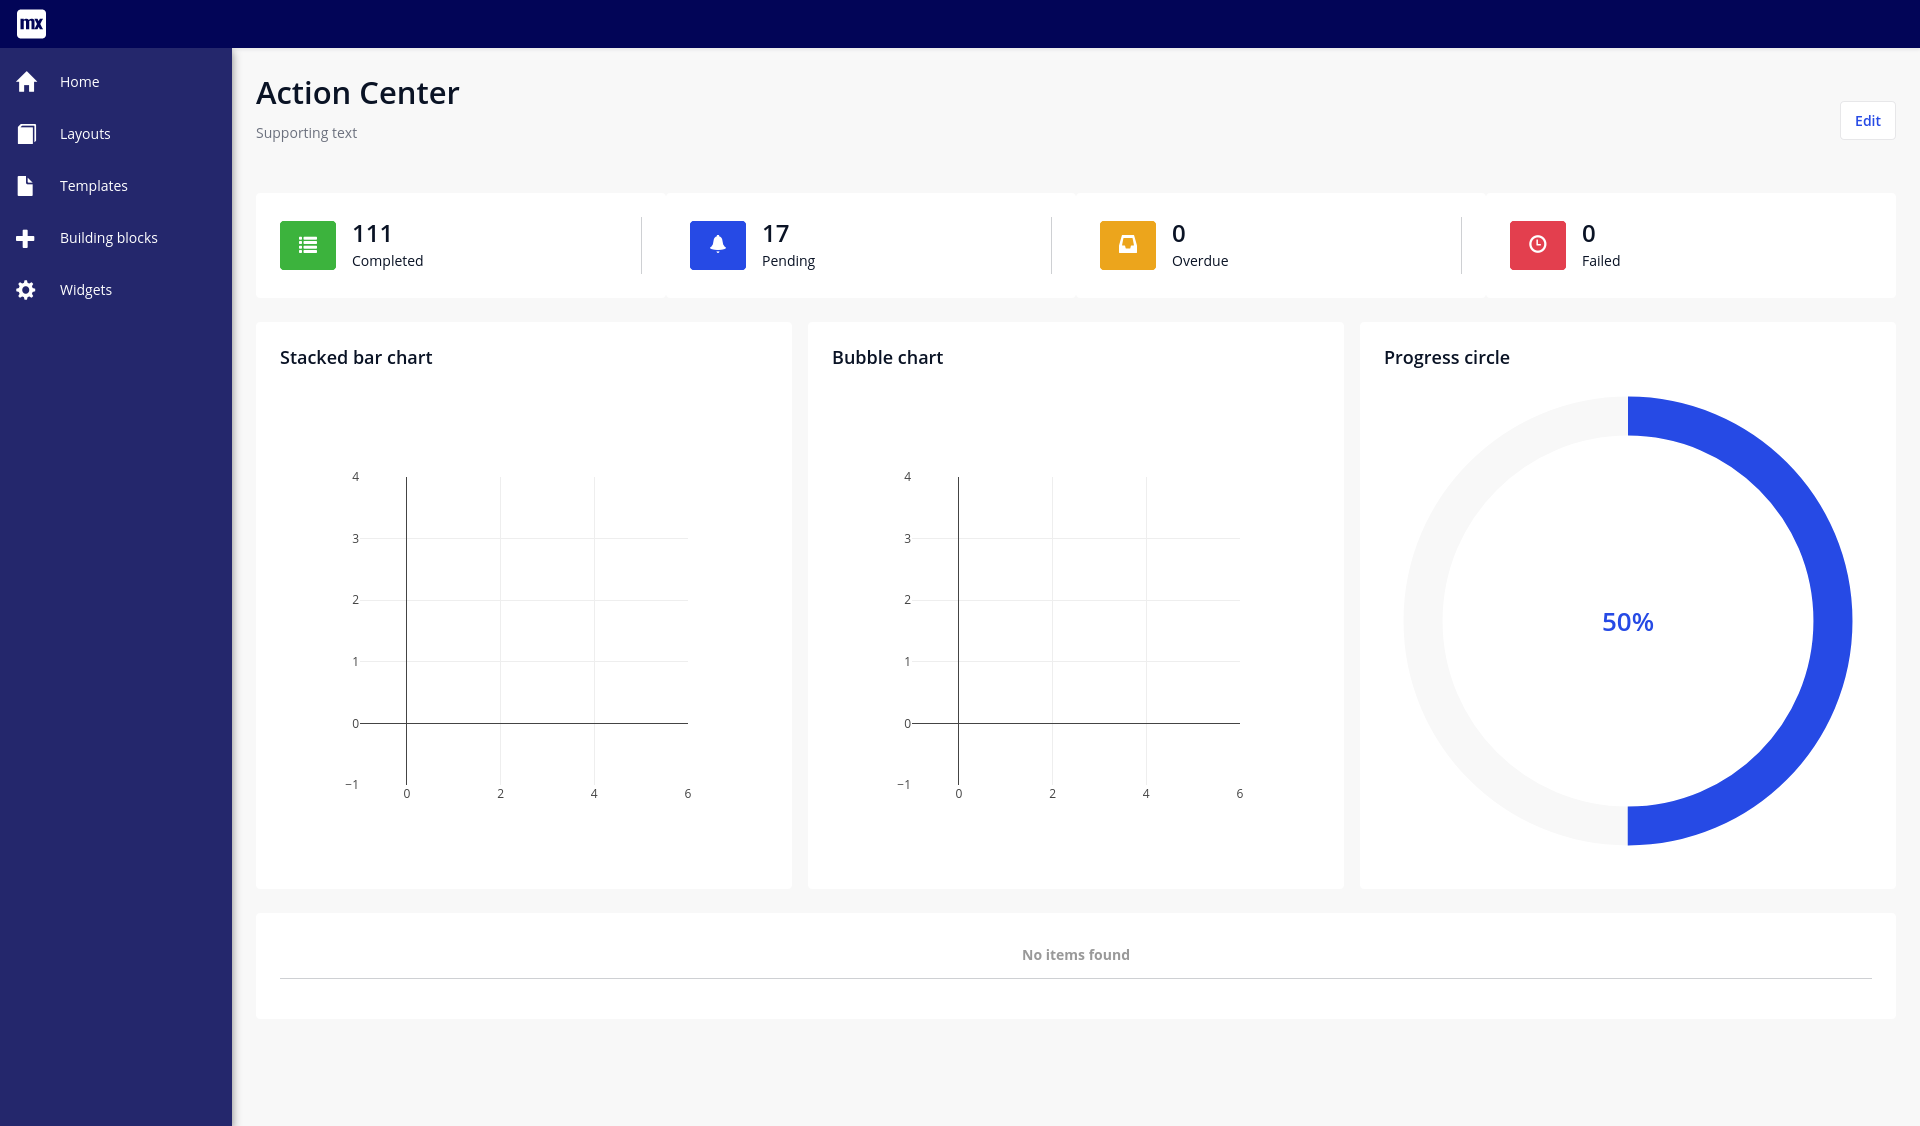 mx
Home
Layouts
Templates
Building blocks
Widgets
Action Center
Supporting text
Edit
111
Completed
17
Pending
0
Overdue
0
Failed
Stacked bar chart
4
3
2
1
0
−1
0 2 4 6
Bubble chart
4
3
2
1
0
−1
0 2 4 6
Progress circle
50%
No items found